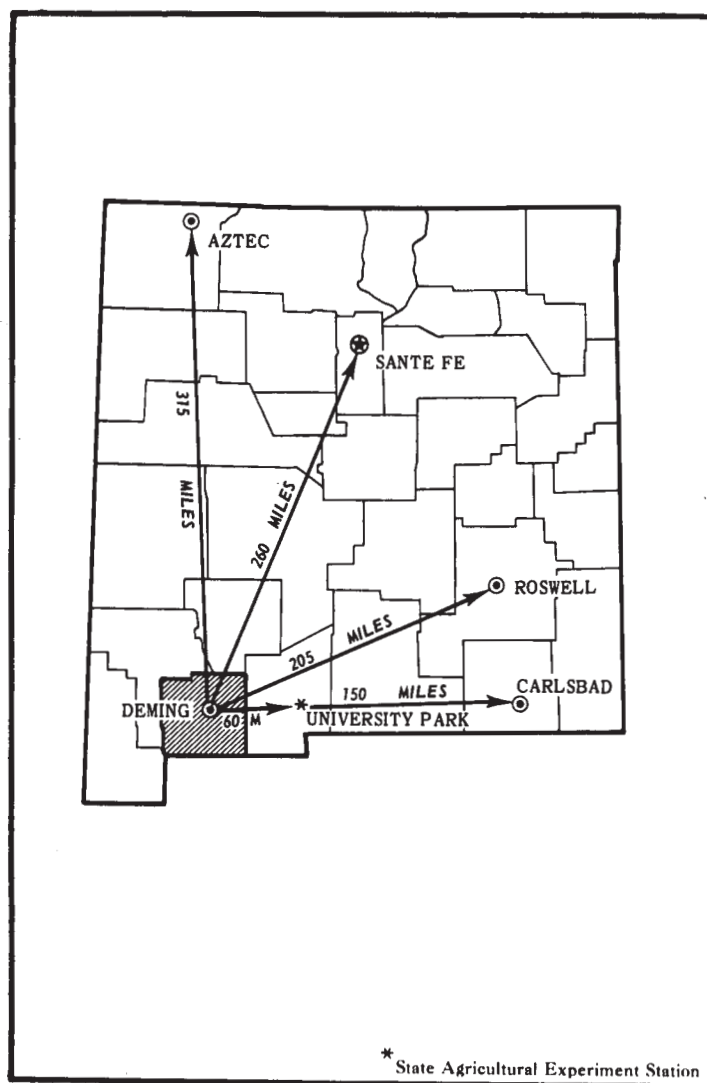 AZTEC
SANTE FE
315 MILES
260 MILES
ROSWELL
205 MILES
CARLSBAD
150 MILES
DEMING
60 M
*UNIVERSITY PARK
*State Agricultural Experiment Station